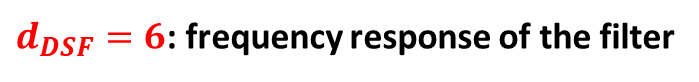 d_DSF = 6: frequency response of the filter